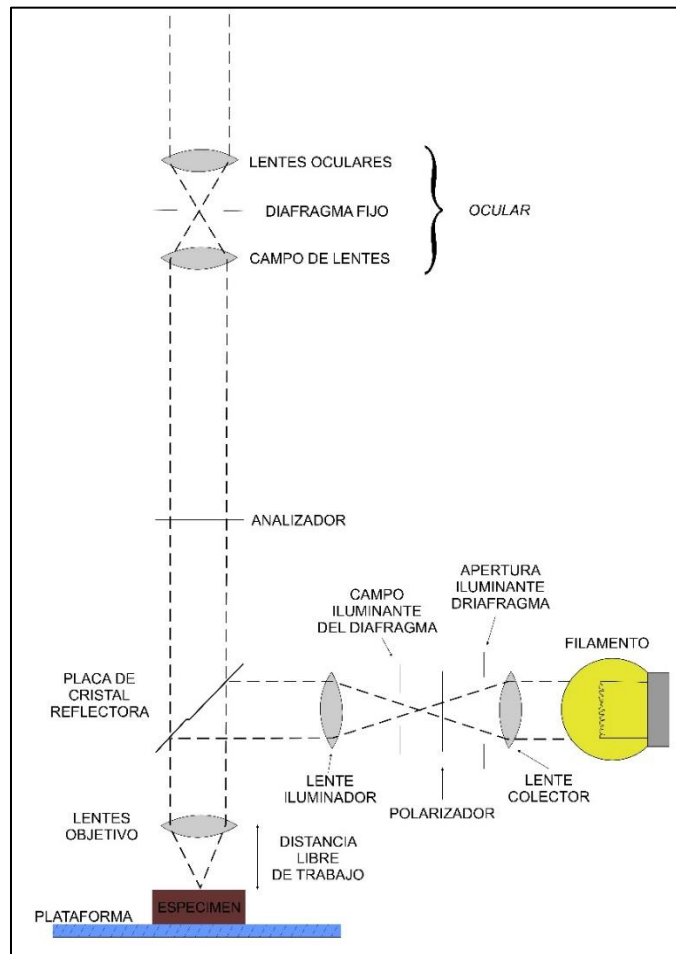 LENTES OCULARES
DIAFRAGMA FIJO
OCULAR
CAMPO DE LENTES
ANALIZADOR
CAMPO
ILUMINANTE
DEL DIAFRAGMA
APERTURA
ILUMINANTE
DRIAFRAGMA
FILAMENTO
PLACA DE
CRISTAL
REFLECTORA
LENTE
ILUMINADOR
POLARIZADOR
LENTE
COLECTOR
LENTES
OBJETIVO
DISTANCIA
LIBRE
DE TRABAJO
ESPECIMEN
PLATAFORMA